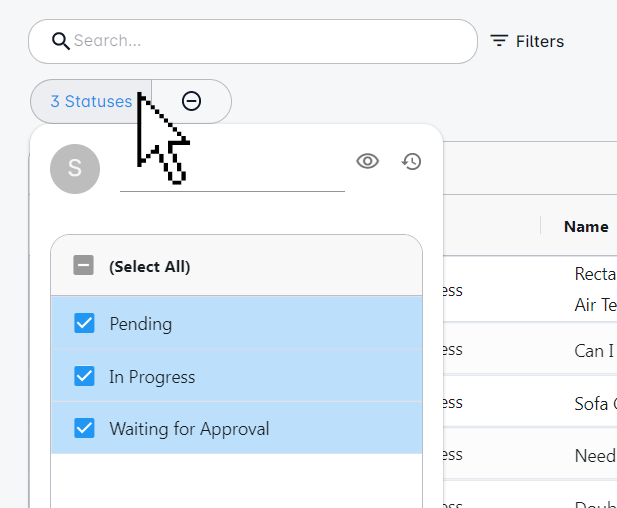 Search...
Filters
3 Statuses
S
Name
(Select All)
Pending
In Progress
Waiting for Approval
ess
Recta
Air Te
ess
Can I
ess
Sofa
ess
Need
ess